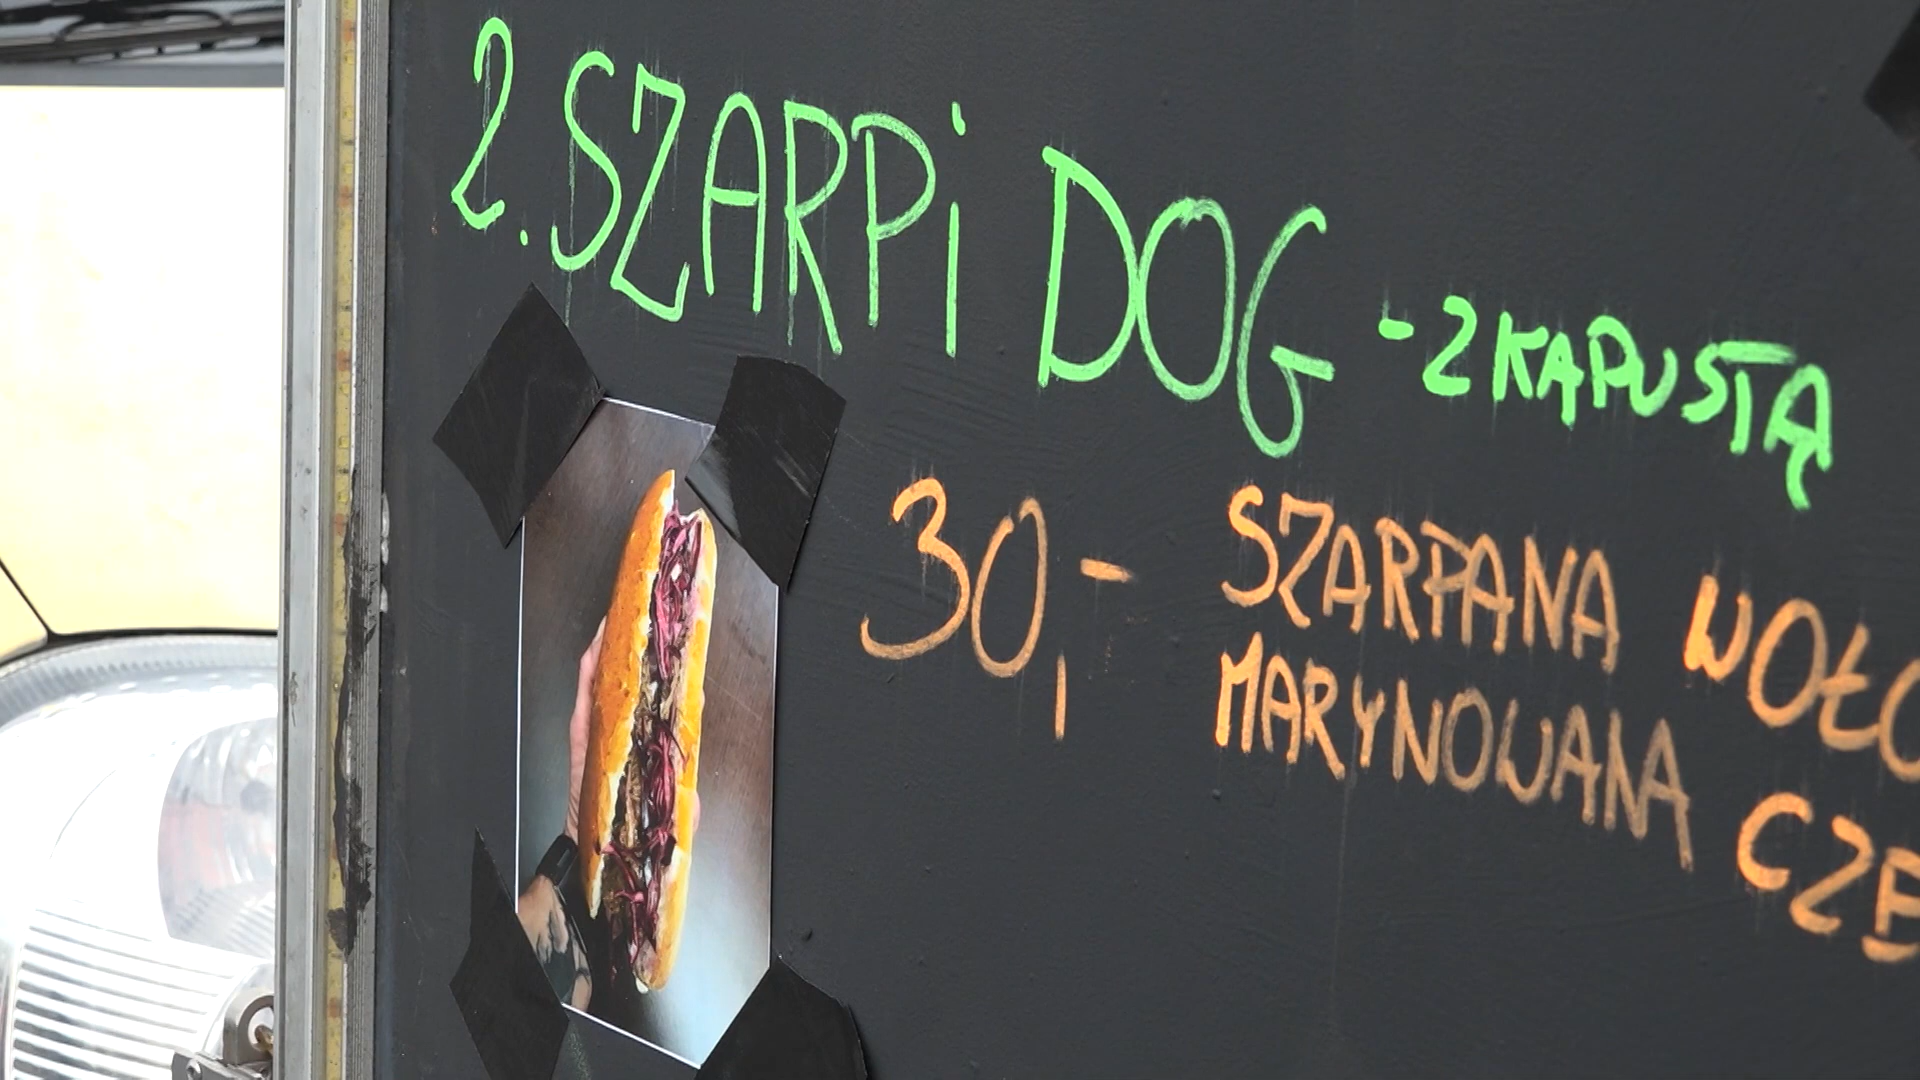 2. SZARPi DOG - Z KAPUSTĄ
30,- SZARPANA WOŁO
MARYNOWANA CZE